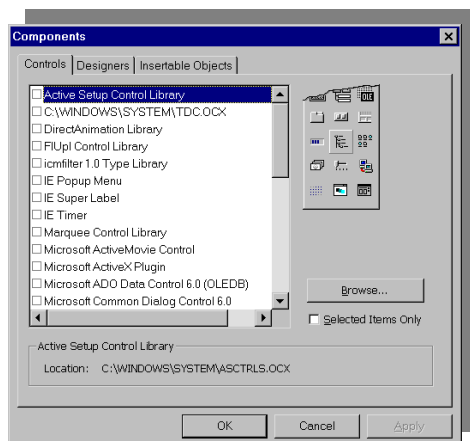 Components
Controls Designers Insertable Objects
Active Setup Control Library
C:\WINDOWS\SYSTEM\TDC.OCX
DirectAnimation Library
FlUpl Control Library
icmfilter 1.0 Type Library
IE Popup Menu
IE Super Label
IE Timer
Marquee Control Library
Microsoft ActiveMovie Control
Microsoft ActiveX Plugin
Microsoft ADO Data Control 6.0 (OLEDB)
Microsoft Common Dialog Control 6.0
Browse...
Selected Items Only
Active Setup Control Library
Location: C:\WINDOWS\SYSTEM\ASCTRLS.OCX
OK Cancel Apply